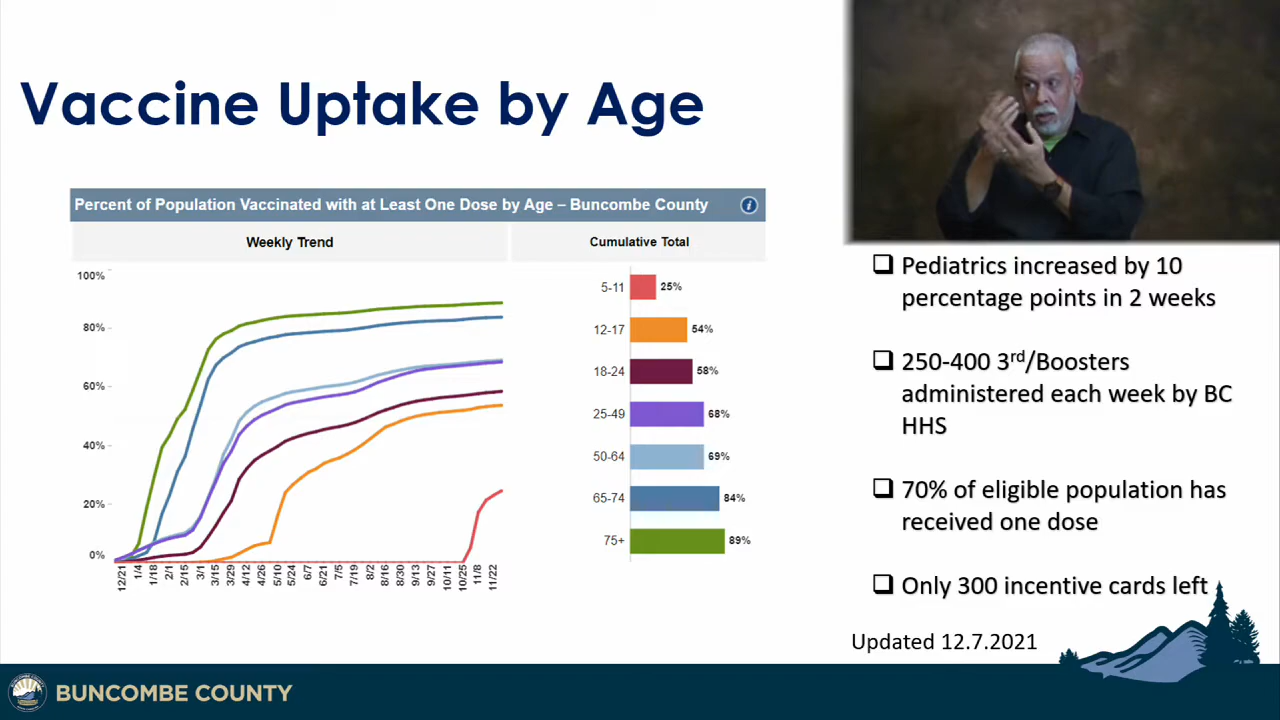 Vaccine Uptake by Age
Percent of Population Vaccinated with at Least One Dose by Age – Buncombe County
Weekly Trend
Cumulative Total
100%
80%
60%
40%
20%
0%
12/21
1/4
1/18
2/1
2/15
3/1
3/15
3/29
4/12
4/26
5/10
5/24
6/7
6/21
7/5
7/19
8/2
8/16
8/30
9/13
9/27
10/11
10/25
11/8
11/22
5-11 25%
12-17 54%
18-24 58%
25-49 68%
50-64 69%
65-74 84%
75+ 89%
Pediatrics increased by 10
percentage points in 2 weeks
250-400 3rd/Boosters
administered each week by BC
HHS
70% of eligible population has
received one dose
Only 300 incentive cards left
Updated 12.7.2021
BUNCOMBE COUNTY